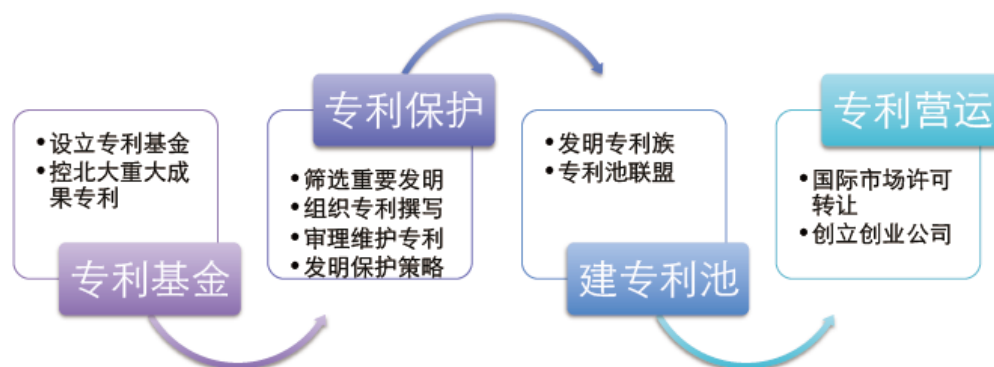 • 设立专利基金
• 控北大重大成
果专利
专利基金
专利保护
• 筛选重要发明
• 组织专利撰写
• 审理维护专利
• 发明保护策略
• 发明专利族
• 专利池联盟
建专利池
专利营运
• 国际市场许可
转让
• 创立创业公司